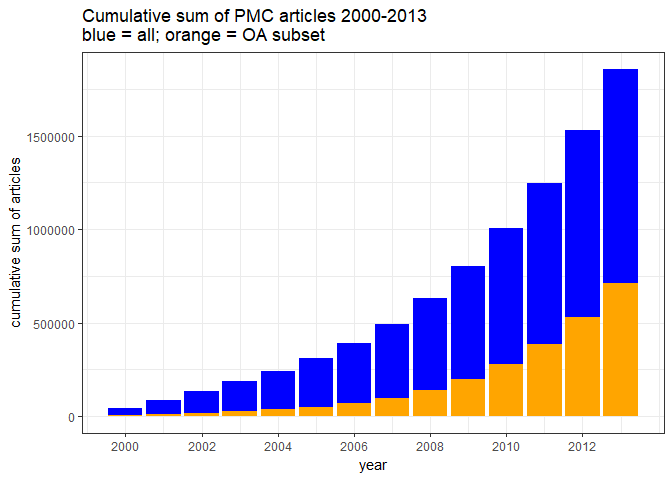 Cumulative sum of PMC articles 2000-2013
blue = all; orange = OA subset
cumulative sum of articles
1500000
1000000
500000
0
2000 2002 2004 2006 2008 2010 2012
year